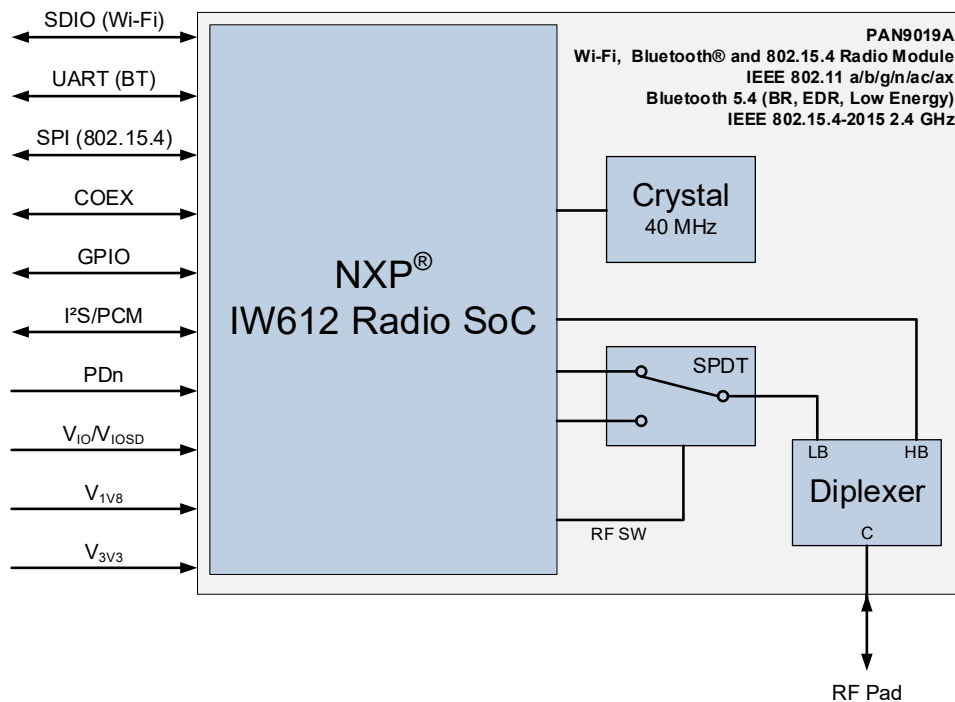 SDIO (Wi-Fi)
UART (BT)
SPI (802.15.4)
COEX
GPIO
I²S/PCM
PDn
VIO/VIOSD
V1V8
V3V3
PAN9019A
Wi-Fi, Bluetooth® and 802.15.4 Radio Module
IEEE 802.11 a/b/g/n/ac/ax
Bluetooth 5.4 (BR, EDR, Low Energy)
IEEE 802.15.4-2015 2.4 GHz
NXP®
IW612 Radio SoC
Crystal
40 MHz
SPDT
RF SW
LB HB
Diplexer
C
RF Pad